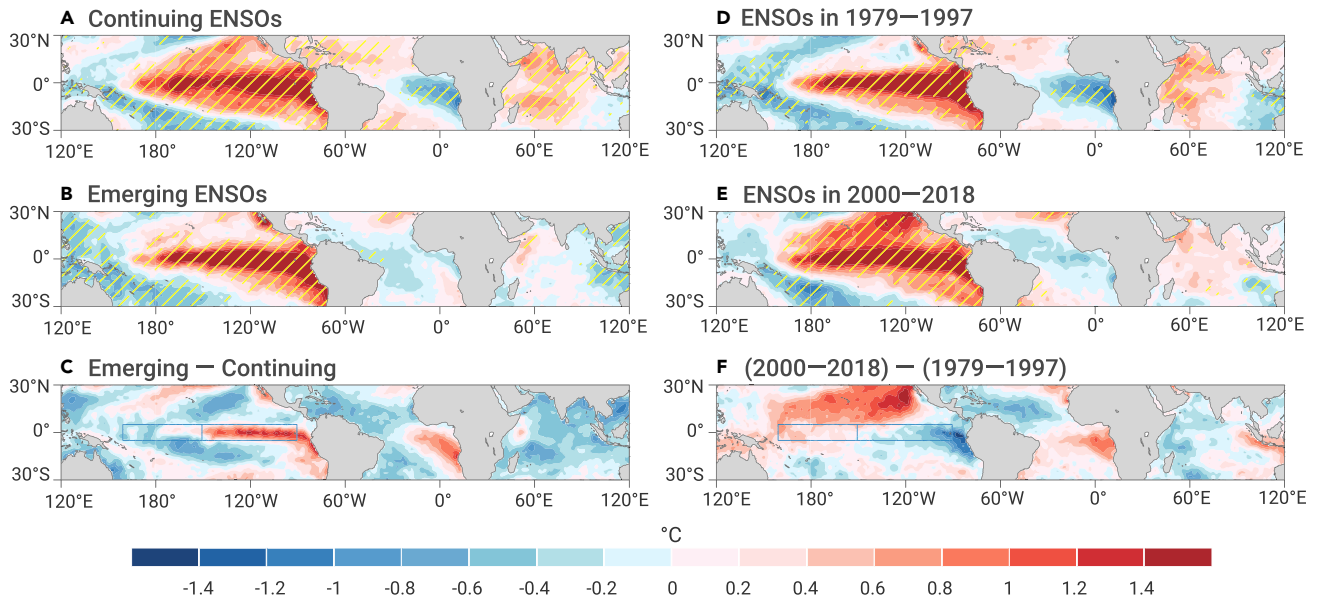 A Continuing ENSOs
30°N
0°
30°S
120°E 180° 120°W 60°W 0° 60°E 120°E
B Emerging ENSOs
30°N
0°
30°S
120°E 180° 120°W 60°W 0° 60°E 120°E
C Emerging — Continuing
30°N
0°
30°S
120°E 180° 120°W 60°W 0° 60°E 120°E
D ENSOs in 1979—1997
30°N
0°
30°S
120°E 180° 120°W 60°W 0° 60°E 120°E
E ENSOs in 2000—2018
30°N
0°
30°S
120°E 180° 120°W 60°W 0° 60°E 120°E
F (2000—2018) — (1979—1997)
30°N
0°
30°S
120°E 180° 120°W 60°W 0° 60°E 120°E
°C
-1.4 -1.2 -1 -0.8 -0.6 -0.4 -0.2 0 0.2 0.4 0.6 0.8 1 1.2 1.4